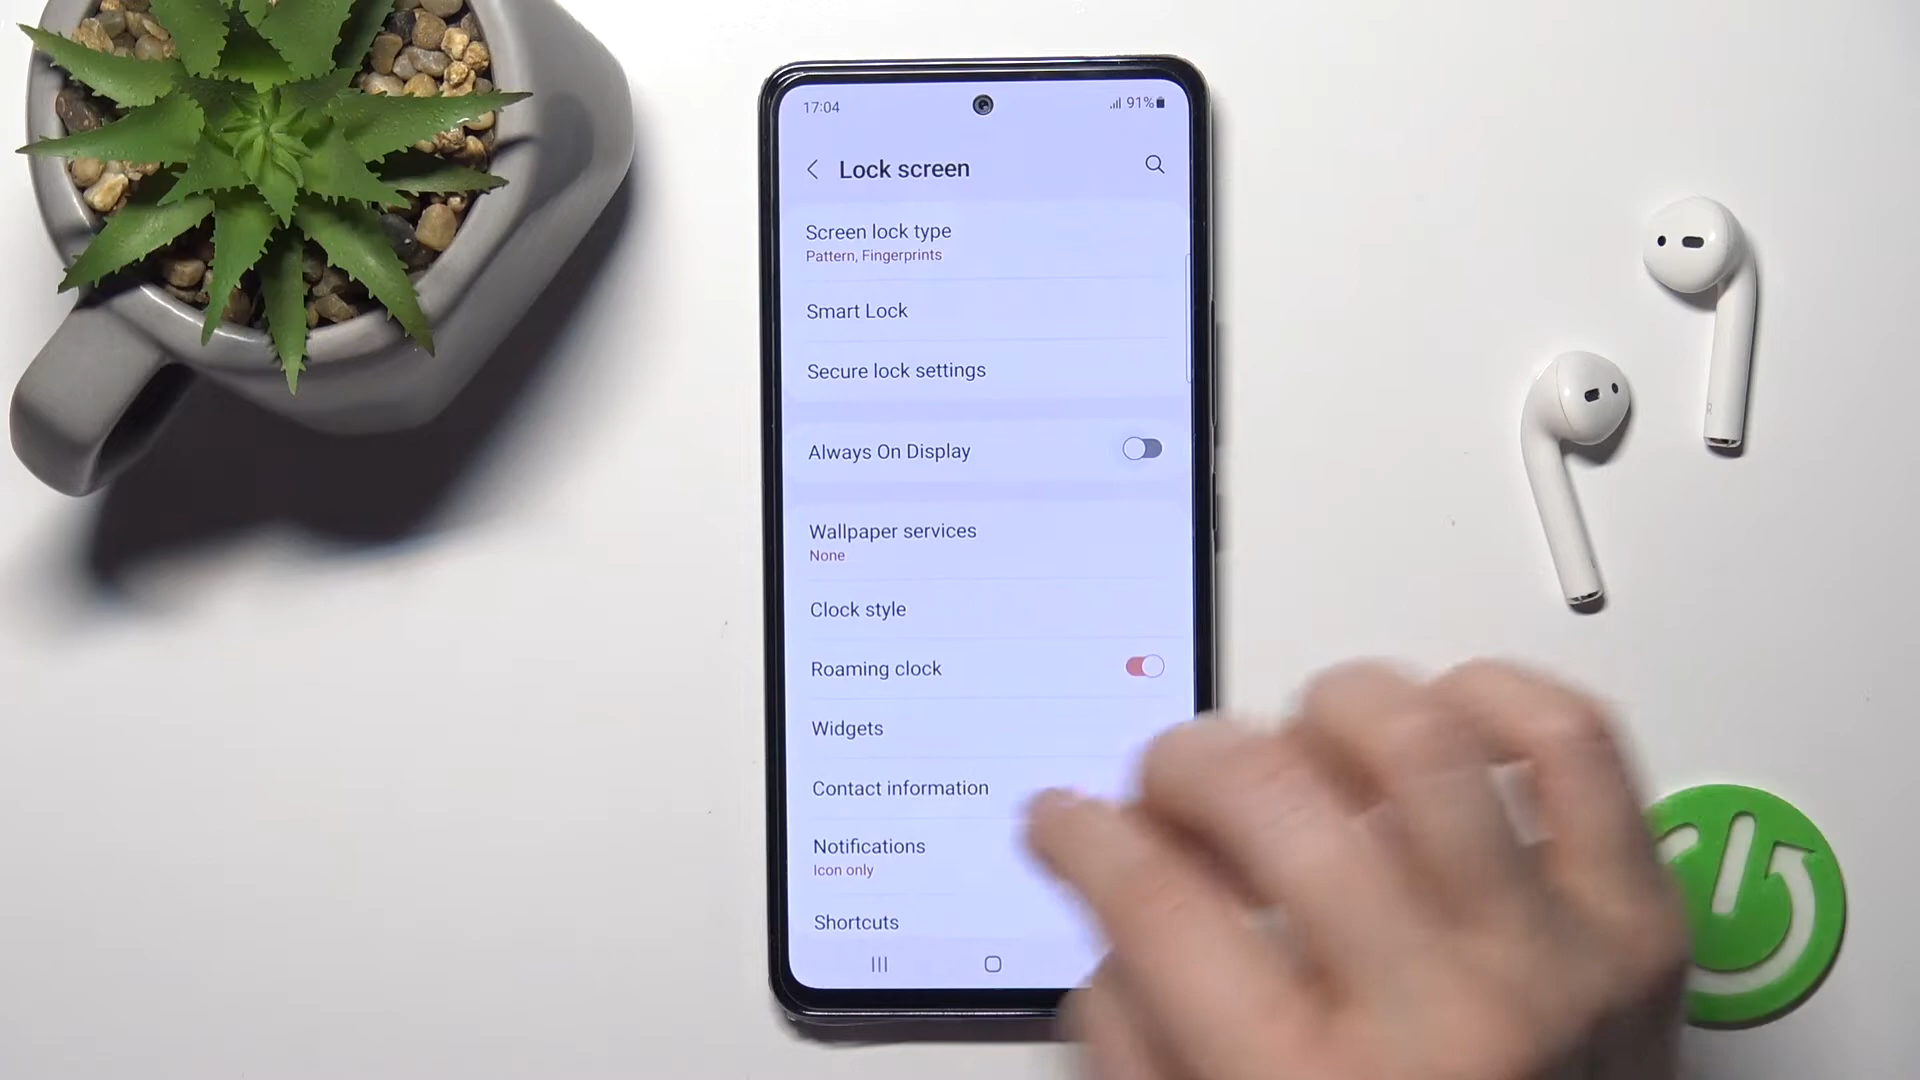 17:04
91%
Lock screen
Screen lock type
Pattern, Fingerprints
Smart Lock
Secure lock settings
Always On Display
Wallpaper services
None
Clock style
Roaming clock
Widgets
Contact information
Notifications
Icon only
Shortcuts
R